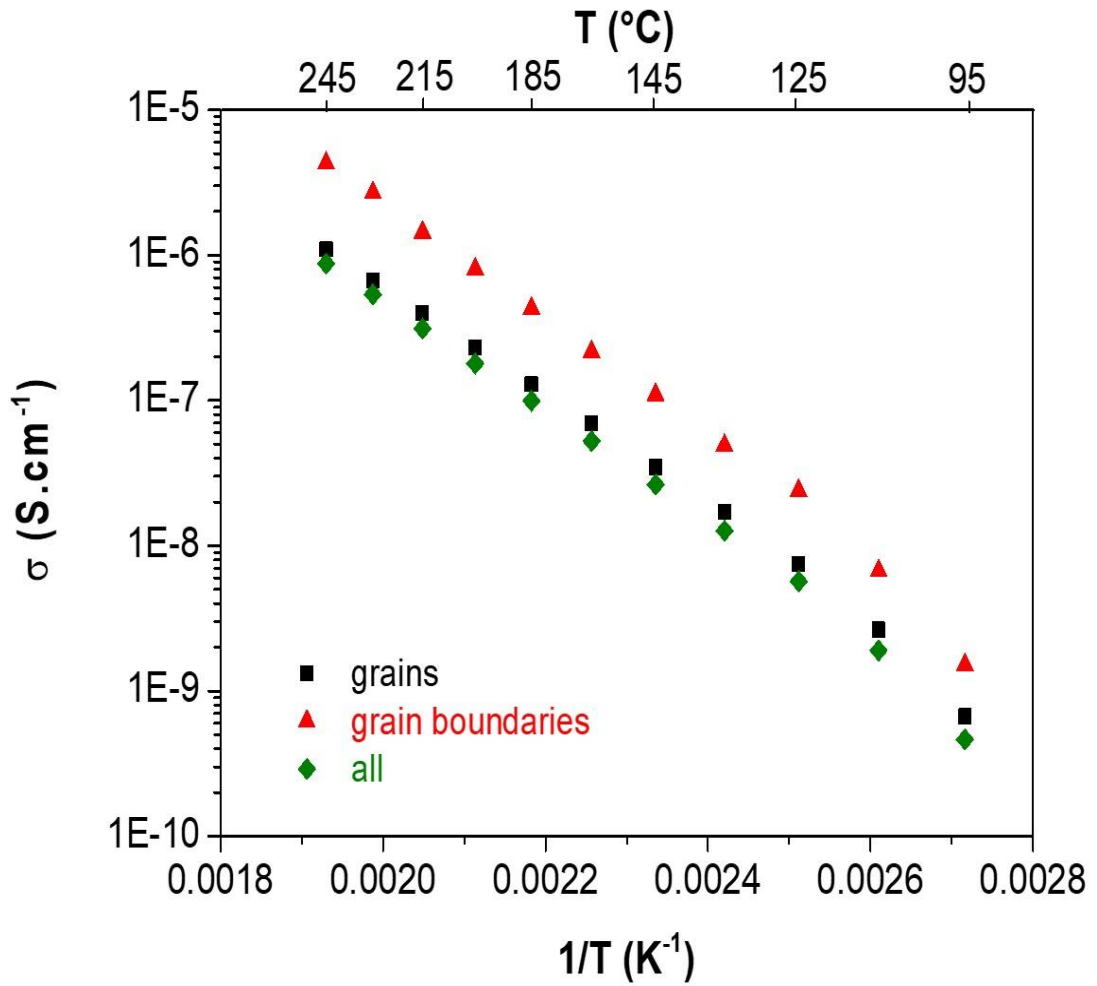 T (°C)
245 215 185 145 125 95
1E-5
1E-6
1E-7
1E-8
1E-9
1E-10
σ (S.cm-1)
grains
grain boundaries
all
0.0018 0.0020 0.0022 0.0024 0.0026 0.0028
1/T (K-1)